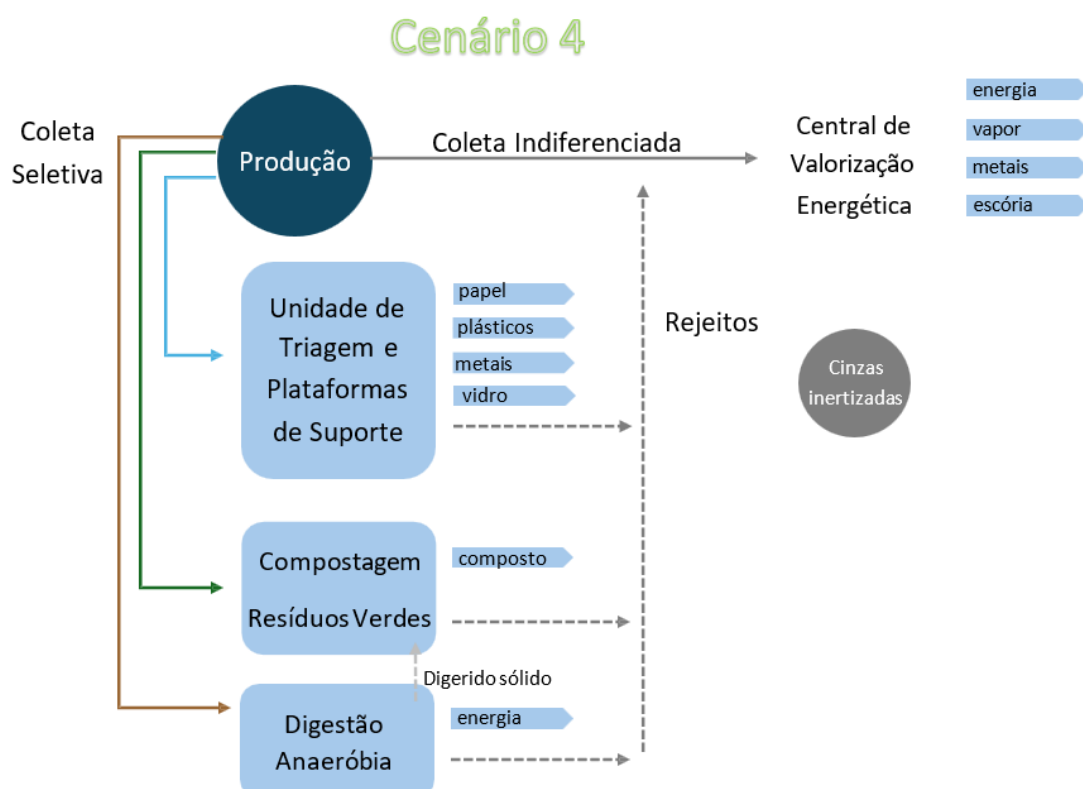 Cenário 4
Coleta
Seletiva
Produção
Coleta Indiferenciada
Central de
Valorização
Energética
energia
vapor
metais
escória
Unidade de
Triagem e
Plataformas
de Suporte
papel
plásticos
metais
vidro
Rejeitos
Cinzas
inertizadas
Compostagem
Resíduos Verdes
composto
Digerido sólido
Digestão
Anaeróbia
energia